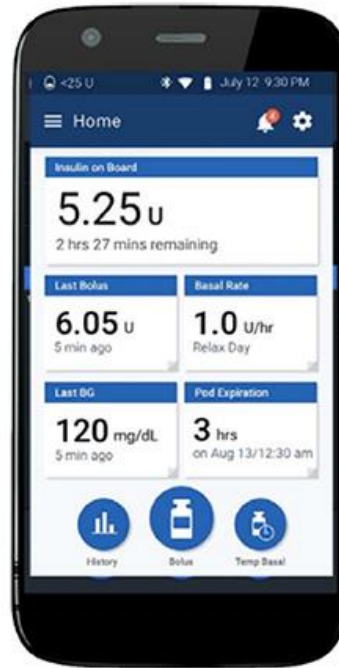 <25 U July 12 9:30 PM
Home 4
Insulin on Board
5.25 U
2 hrs 27 mins remaining
Last Bolus
6.05 U
5 min ago
Basal Rate
1.0 U/hr
Relax Day
Last BG
120 mg/dL
5 min ago
Pod Expiration
3 hrs
on Aug 13/12:30 am
History Bolus Temp Basal